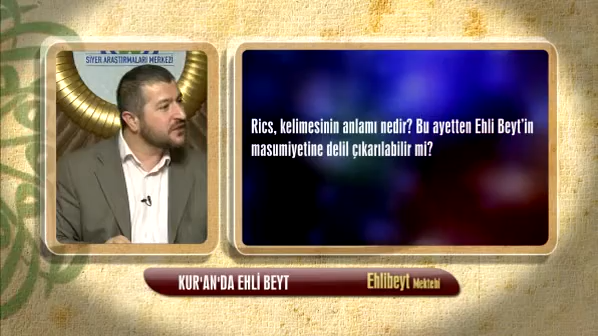 SİYER ARAŞTIRMALARI MERKEZİ
Rics, kelimesinin anlamı nedir? Bu ayetten Ehli Beyt'in
masumiyetine delil çıkarılabilir mi?
KUR'AN'DA EHLİ BEYT
Ehlibeyt Mektebi